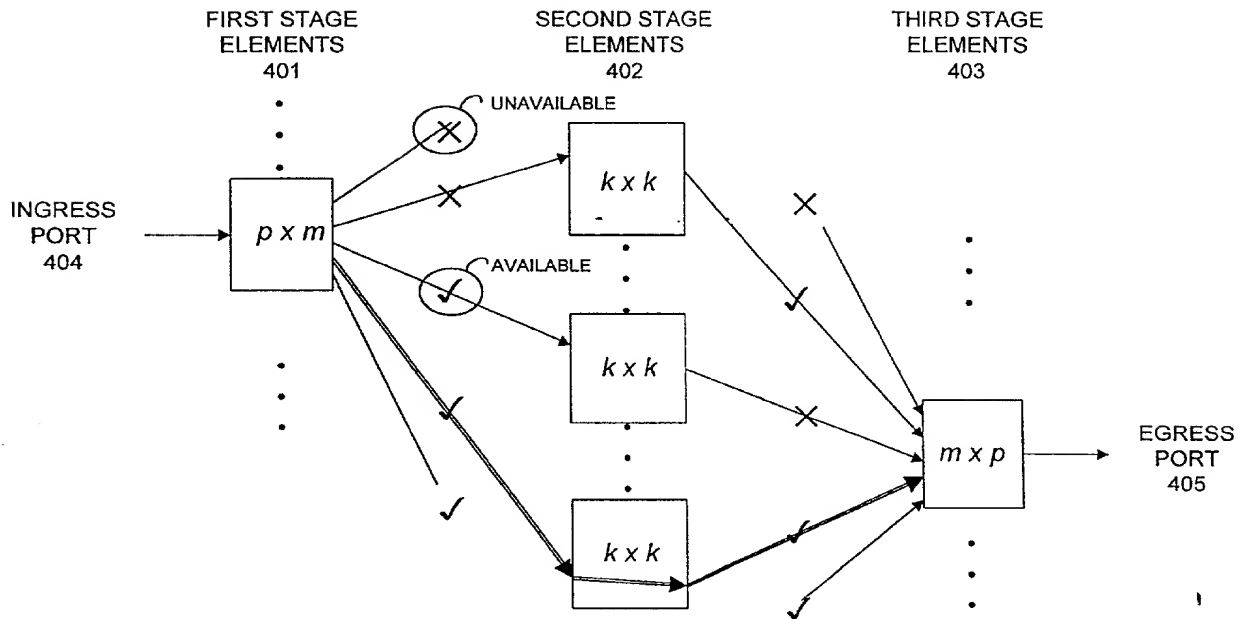 FIRST STAGE
ELEMENTS
401
SECOND STAGE
ELEMENTS
402
THIRD STAGE
ELEMENTS
403
UNAVAILABLE
k x k
INGRESS
PORT
404
p x m
AVAILABLE
k x k
m x p
EGRESS
PORT
405
k x k